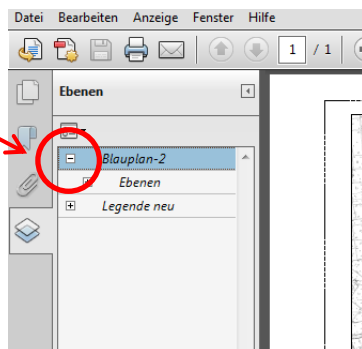 Datei Bearbeiten Anzeige Fenster Hilfe
1 / 1
Ebenen
Blauplan-2
Ebenen
Legende neu